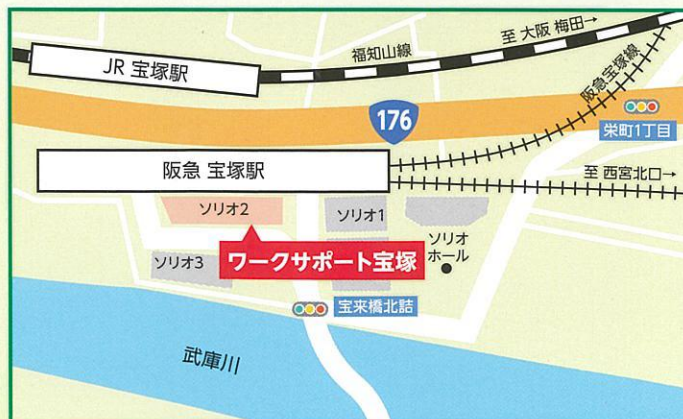 至 大阪 梅田→
福知山線
JR 宝塚駅
阪急宝塚線
176
栄町1丁目
阪急 宝塚駅
至 西宮北口→
ソリオ2
ソリオ1
ソリオ
ホール
ワークサポート宝塚
ソリオ3
宝来橋北詰
武庫川